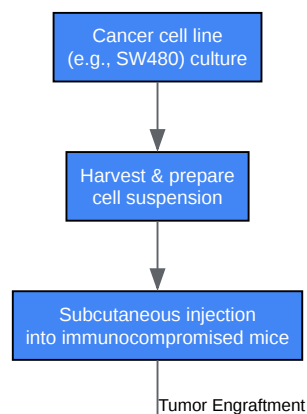 Cancer cell line
(e.g., SW480) culture
Harvest & prepare
cell suspension
Subcutaneous injection
into immunocompromised mice
Tumor Engraftment